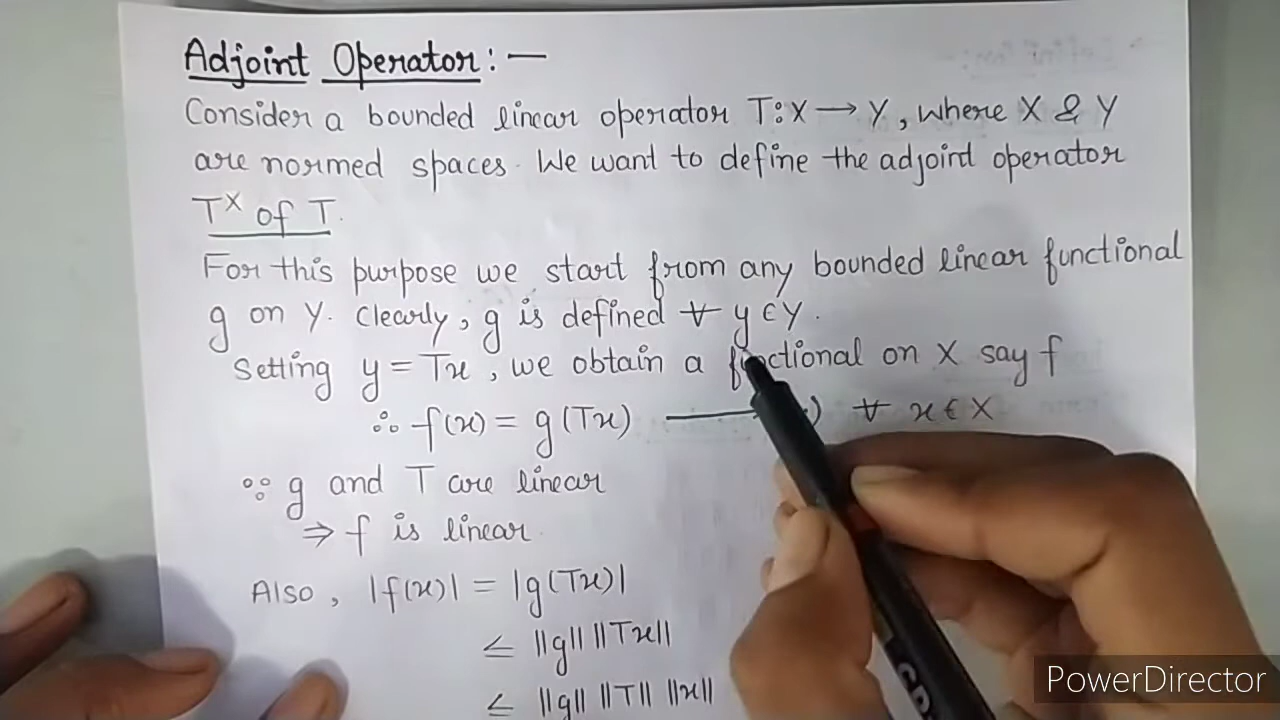 Adjoint Operator : —
Consider a bounded linear operator T: X → Y, where X & Y
are normed spaces. We want to define the adjoint operator
T^× of T.
For this purpose we start from any bounded linear functional
g on Y. Clearly, g is defined ∀ y ∈ Y.
Setting y = Tx, we obtain a functional on X say f
∴ f(x) = g(Tx) ——— ) ∀ x ∈ X
∵ g and T are linear
⇒ f is linear.
Also, |f(x)| = |g(Tx)|
≤ ||g|| ||Tx||
≤ ||g|| ||T|| ||x||
PowerDirector